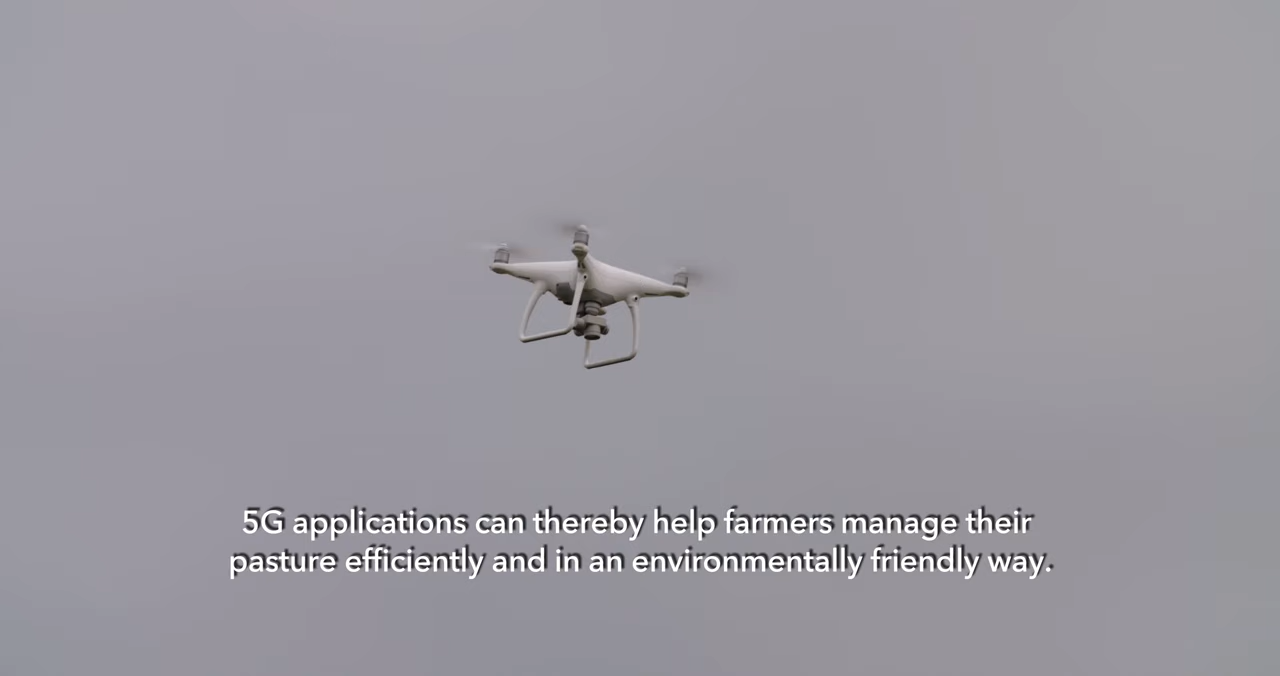 5G applications can thereby help farmers manage their
pasture efficiently and in an environmentally friendly way.